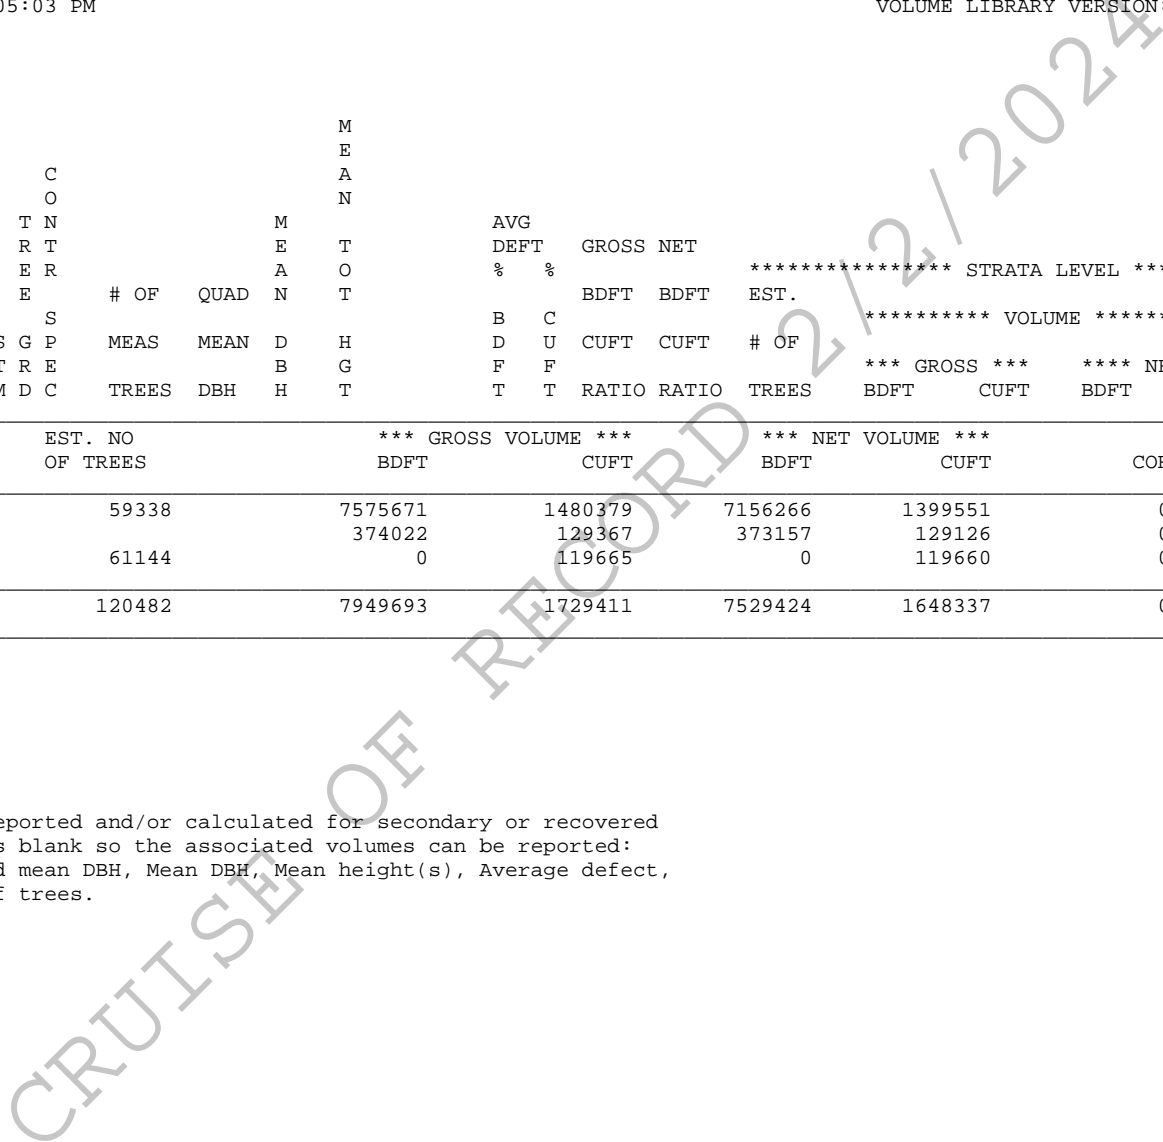 05:03 PM VOLUME LIBRARY VERSION:
M
E
C A
O N
T N M AVG
R T E T DEFT GROSS NET
E R A O % % **************** STRATA LEVEL ***
E # OF QUAD N T BDFT BDFT EST.
S B C ********** VOLUME ******
S G P MEAS MEAN D H D U CUFT CUFT # OF
T R E B G F F *** GROSS *** **** NE
M D C TREES DBH H T T T RATIO RATIO TREES BDFT CUFT BDFT
EST. NO *** GROSS VOLUME *** *** NET VOLUME ***
OF TREES BDFT CUFT BDFT CUFT COR
59338 7575671 1480379 7156266 1399551 0
374022 129367 373157 129126 0
61144 0 119665 0 119660 0
120482 7949693 1729411 7529424 1648337 0
eported and/or calculated for secondary or recovered
s blank so the associated volumes can be reported:
d mean DBH, Mean DBH, Mean height(s), Average defect,
f trees.
CRUISE OF RECORD 2/2/2024